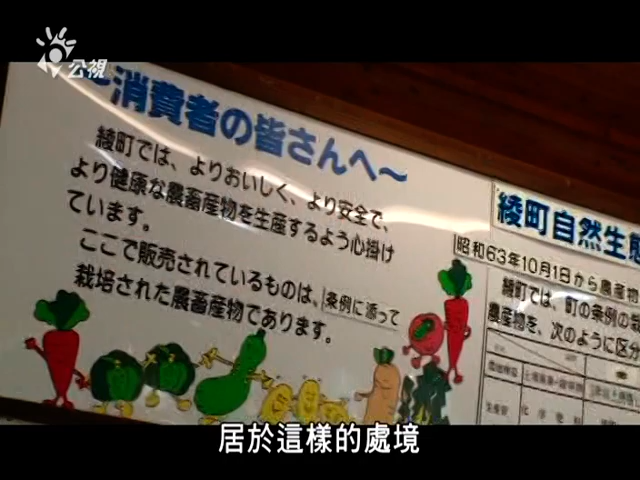 公視
～消費者の皆さんへ～
綾町では、よりおいしく、より安全で、
より健康な農畜産物を生産するよう心掛け
ています。
ここで販売されているものは、条例に添って
栽培された農畜産物であります。
綾町自然生態
昭和63年10月1日から農産物
綾町では、町の条例の
農産物を、次のように区分
居於這樣的處境